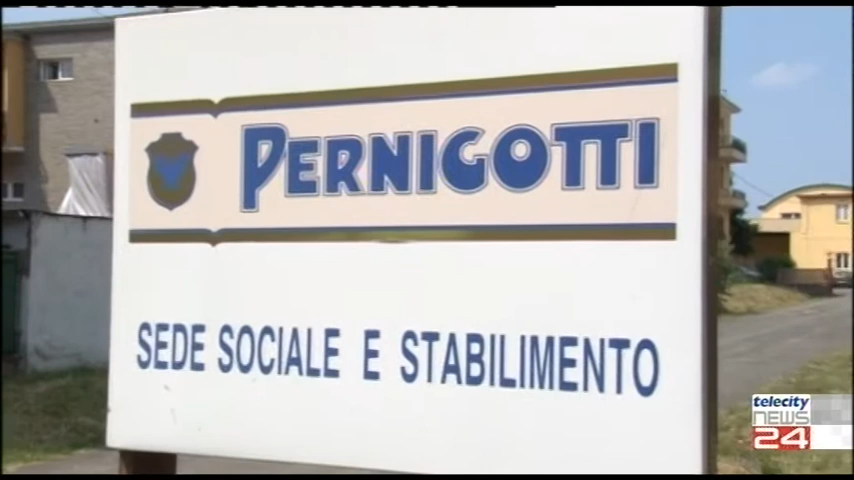 PERNIGOTTI
SEDE SOCIALE E STABILIMENTO
telecity
NEWS
24